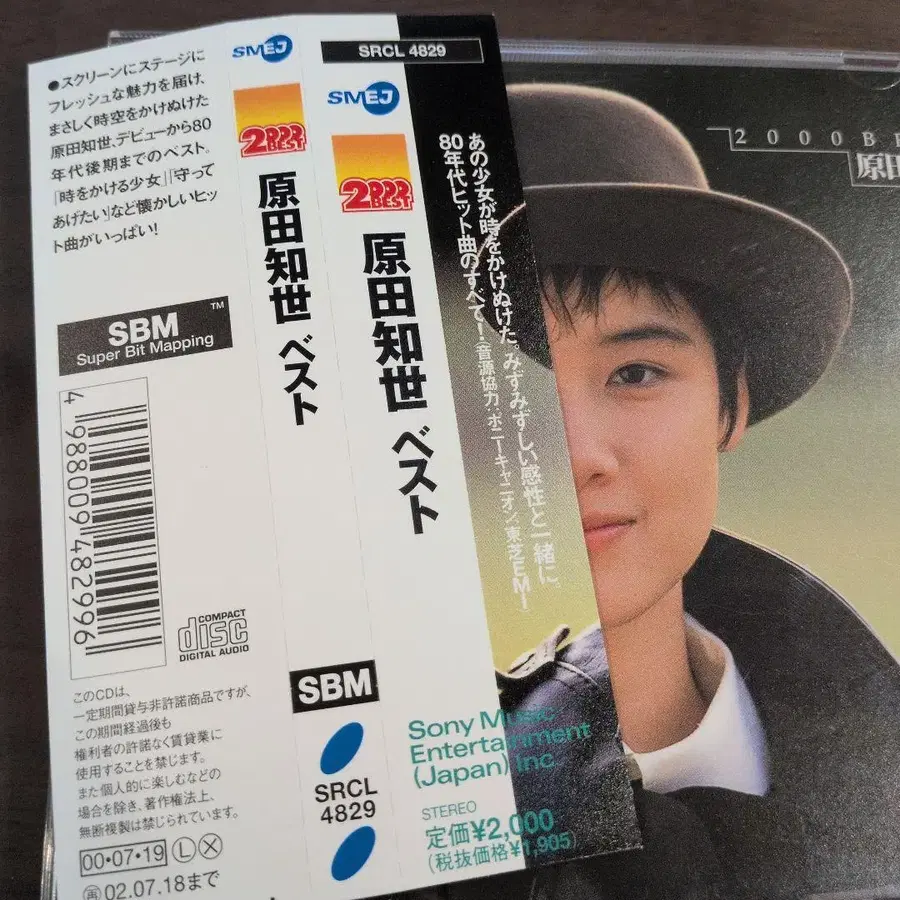 ●スクリーンにステージに
フレッシュな魅力を届け、
まさしく時空をかけぬけた
原田知世、デビューから80
年代後期までのベスト。
「時をかける少女」「守って
あげたい」など懐かしいヒッ
ト曲がいっぱい!
SBM
TM
Super Bit Mapping
4 988009 482996
COMPACT
disc
DIGITAL AUDIO
このCDは、
一定期間貸与非許諾商品ですが、
この期間経過後も
権利者の許諾なく賃貸業に
使用することを禁じます。
また個人的に楽しむなどの
場合を除き、著作権法上、
無断複製は禁じられています。
00・07・19 Ⓛ Ⓧ
再 02.07.18まで
SMEJ
2000
BEST
原田知世 ベスト
SBM
SRCL
4829
SRCL 4829
SMEJ
2000
BEST
原田知世 ベスト
あの少女が時をかけぬけた。みずみずしい感性と一緒に。
80年代ヒット曲のすべて!(音源協力:ポニーキャニオン/東芝EMI)
Sony Music
Entertainment
(Japan) Inc
STEREO
定価¥2,000
(税抜価格¥1,905)
2000BE
原田